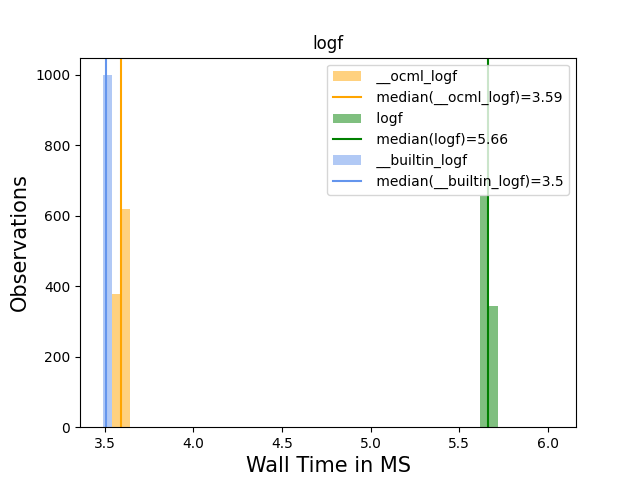 logf
__ocml_logf
median(__ocml_logf)=3.59
logf
median(logf)=5.66
__builtin_logf
median(__builtin_logf)=3.5
1000
800
600
400
200
0
Observations
3.5
4.0
4.5
5.0
5.5
6.0
Wall Time in MS